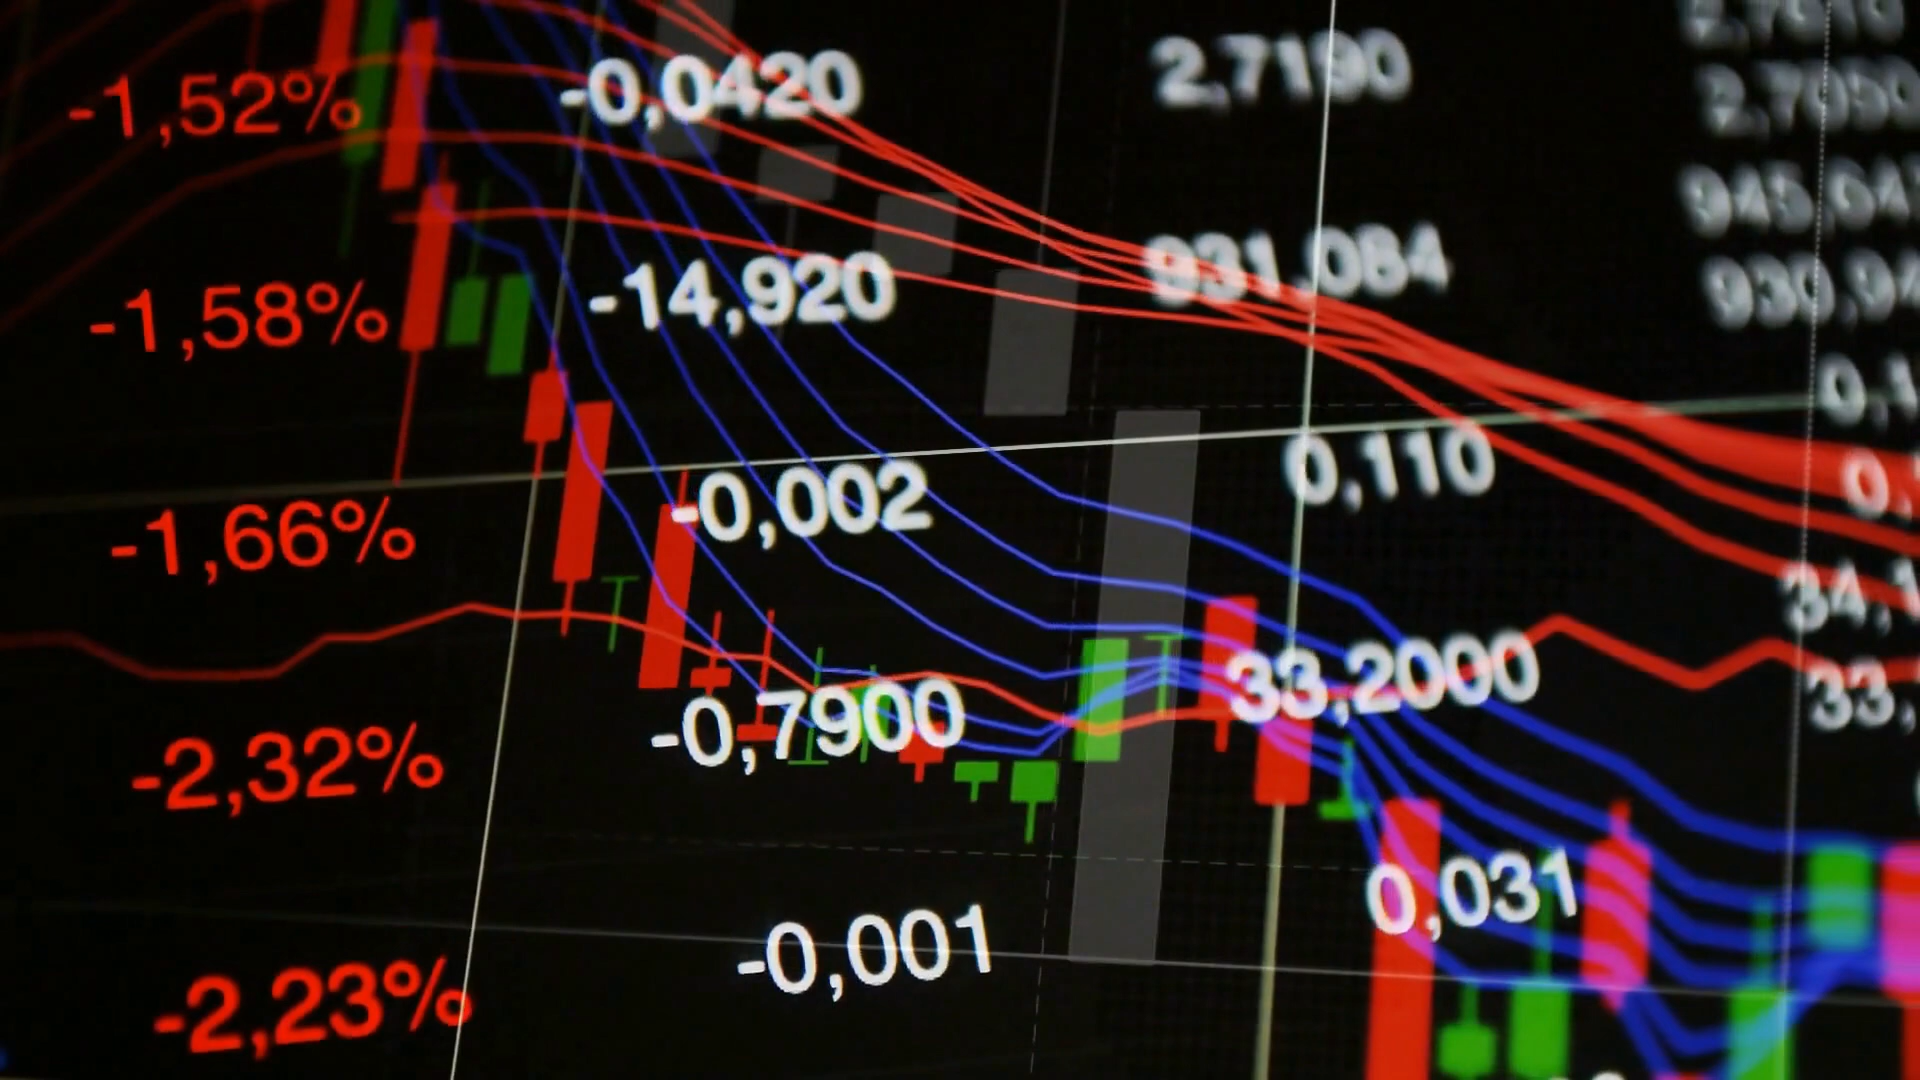 -1,52% -0,0420 2,7190
-1,58% -14,920 931,084
-1,66% -0,002 0,110
-2,32% -0,7900 33,2000
-2,23% -0,001 0,031